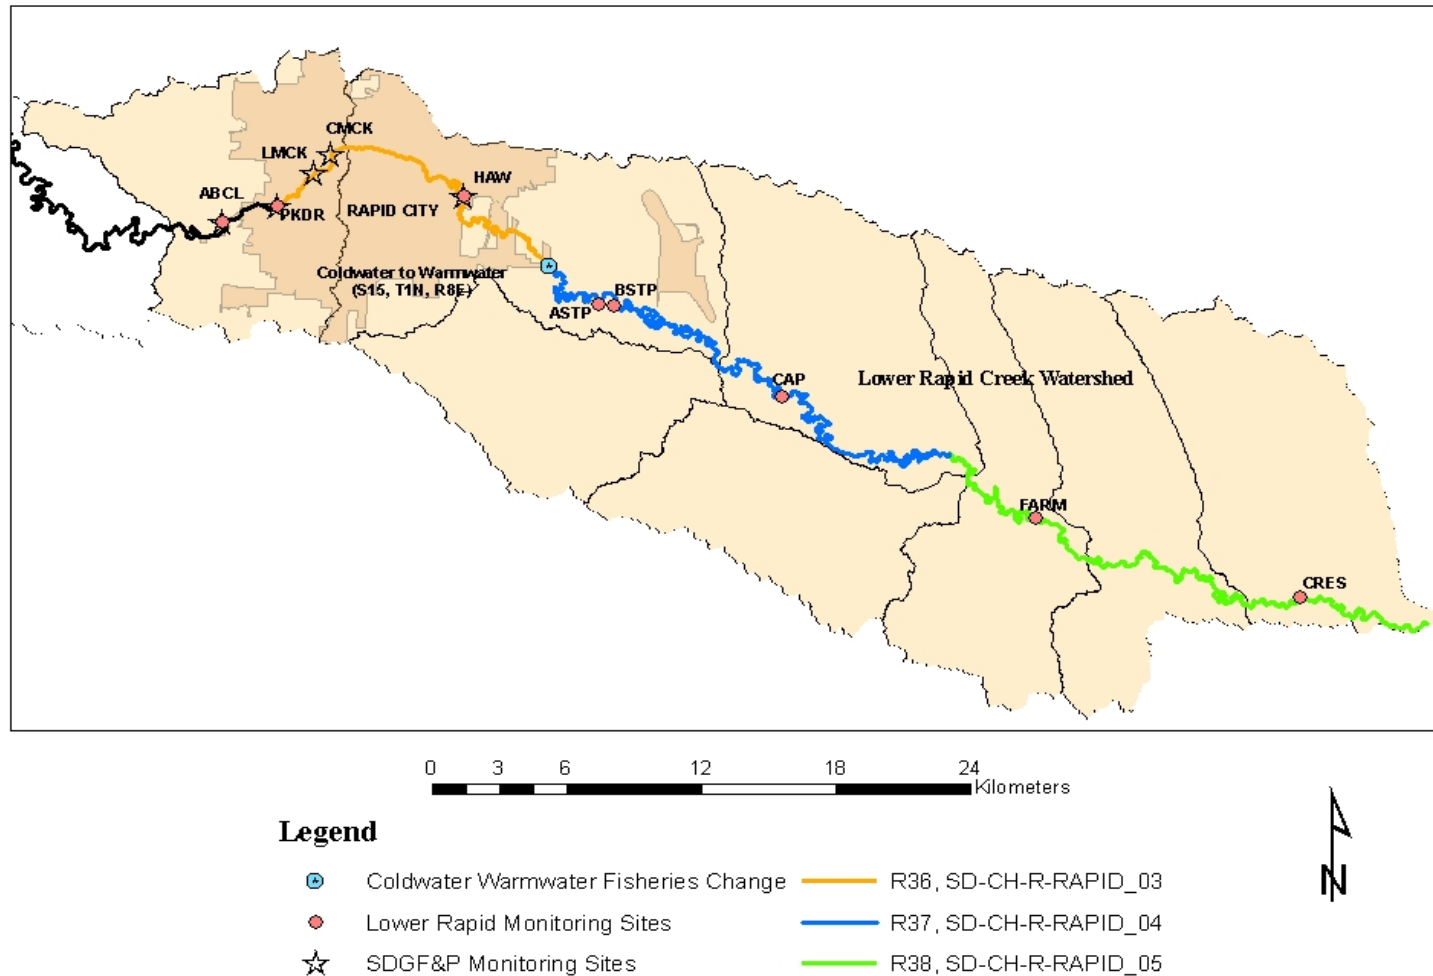 CMCK
LMCK
HAW
ABCL
PKDR
RAPID CITY
Coldwater to Warmwater
(S15, T1N, R8E)
BSTP
ASTP
CAP
Lower Rapid Creek Watershed
FARM
CRES
0 3 6 12 18 24
Kilometers
Legend
Coldwater Warmwater Fisheries Change
R36, SD-CH-R-RAPID_03
Lower Rapid Monitoring Sites
R37, SD-CH-R-RAPID_04
SDGF&P Monitoring Sites
R38, SD-CH-R-RAPID_05
N